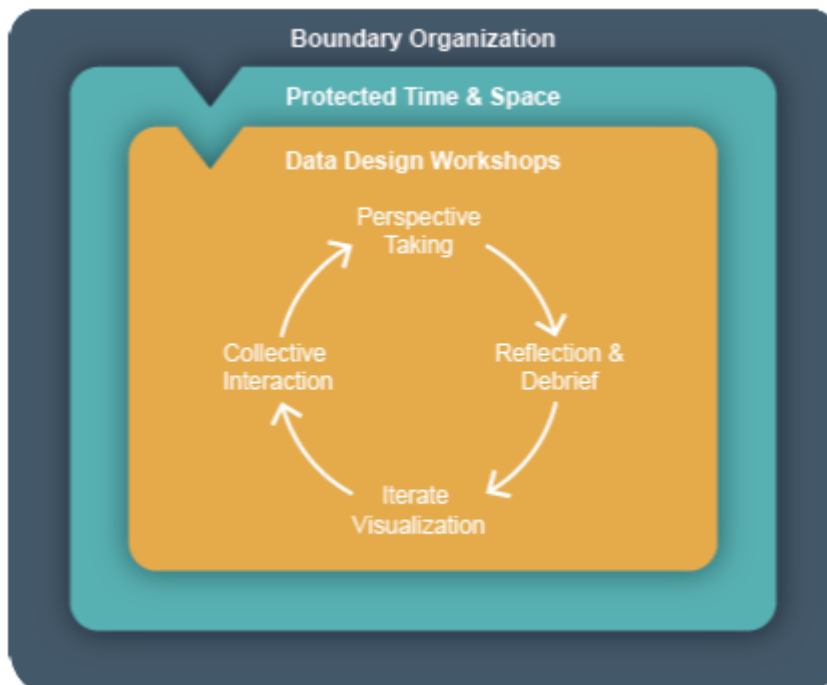 Boundary Organization
Protected Time & Space
Data Design Workshops
Perspective
Taking
Collective
Interaction
Reflection &
Debrief
Iterate
Visualization